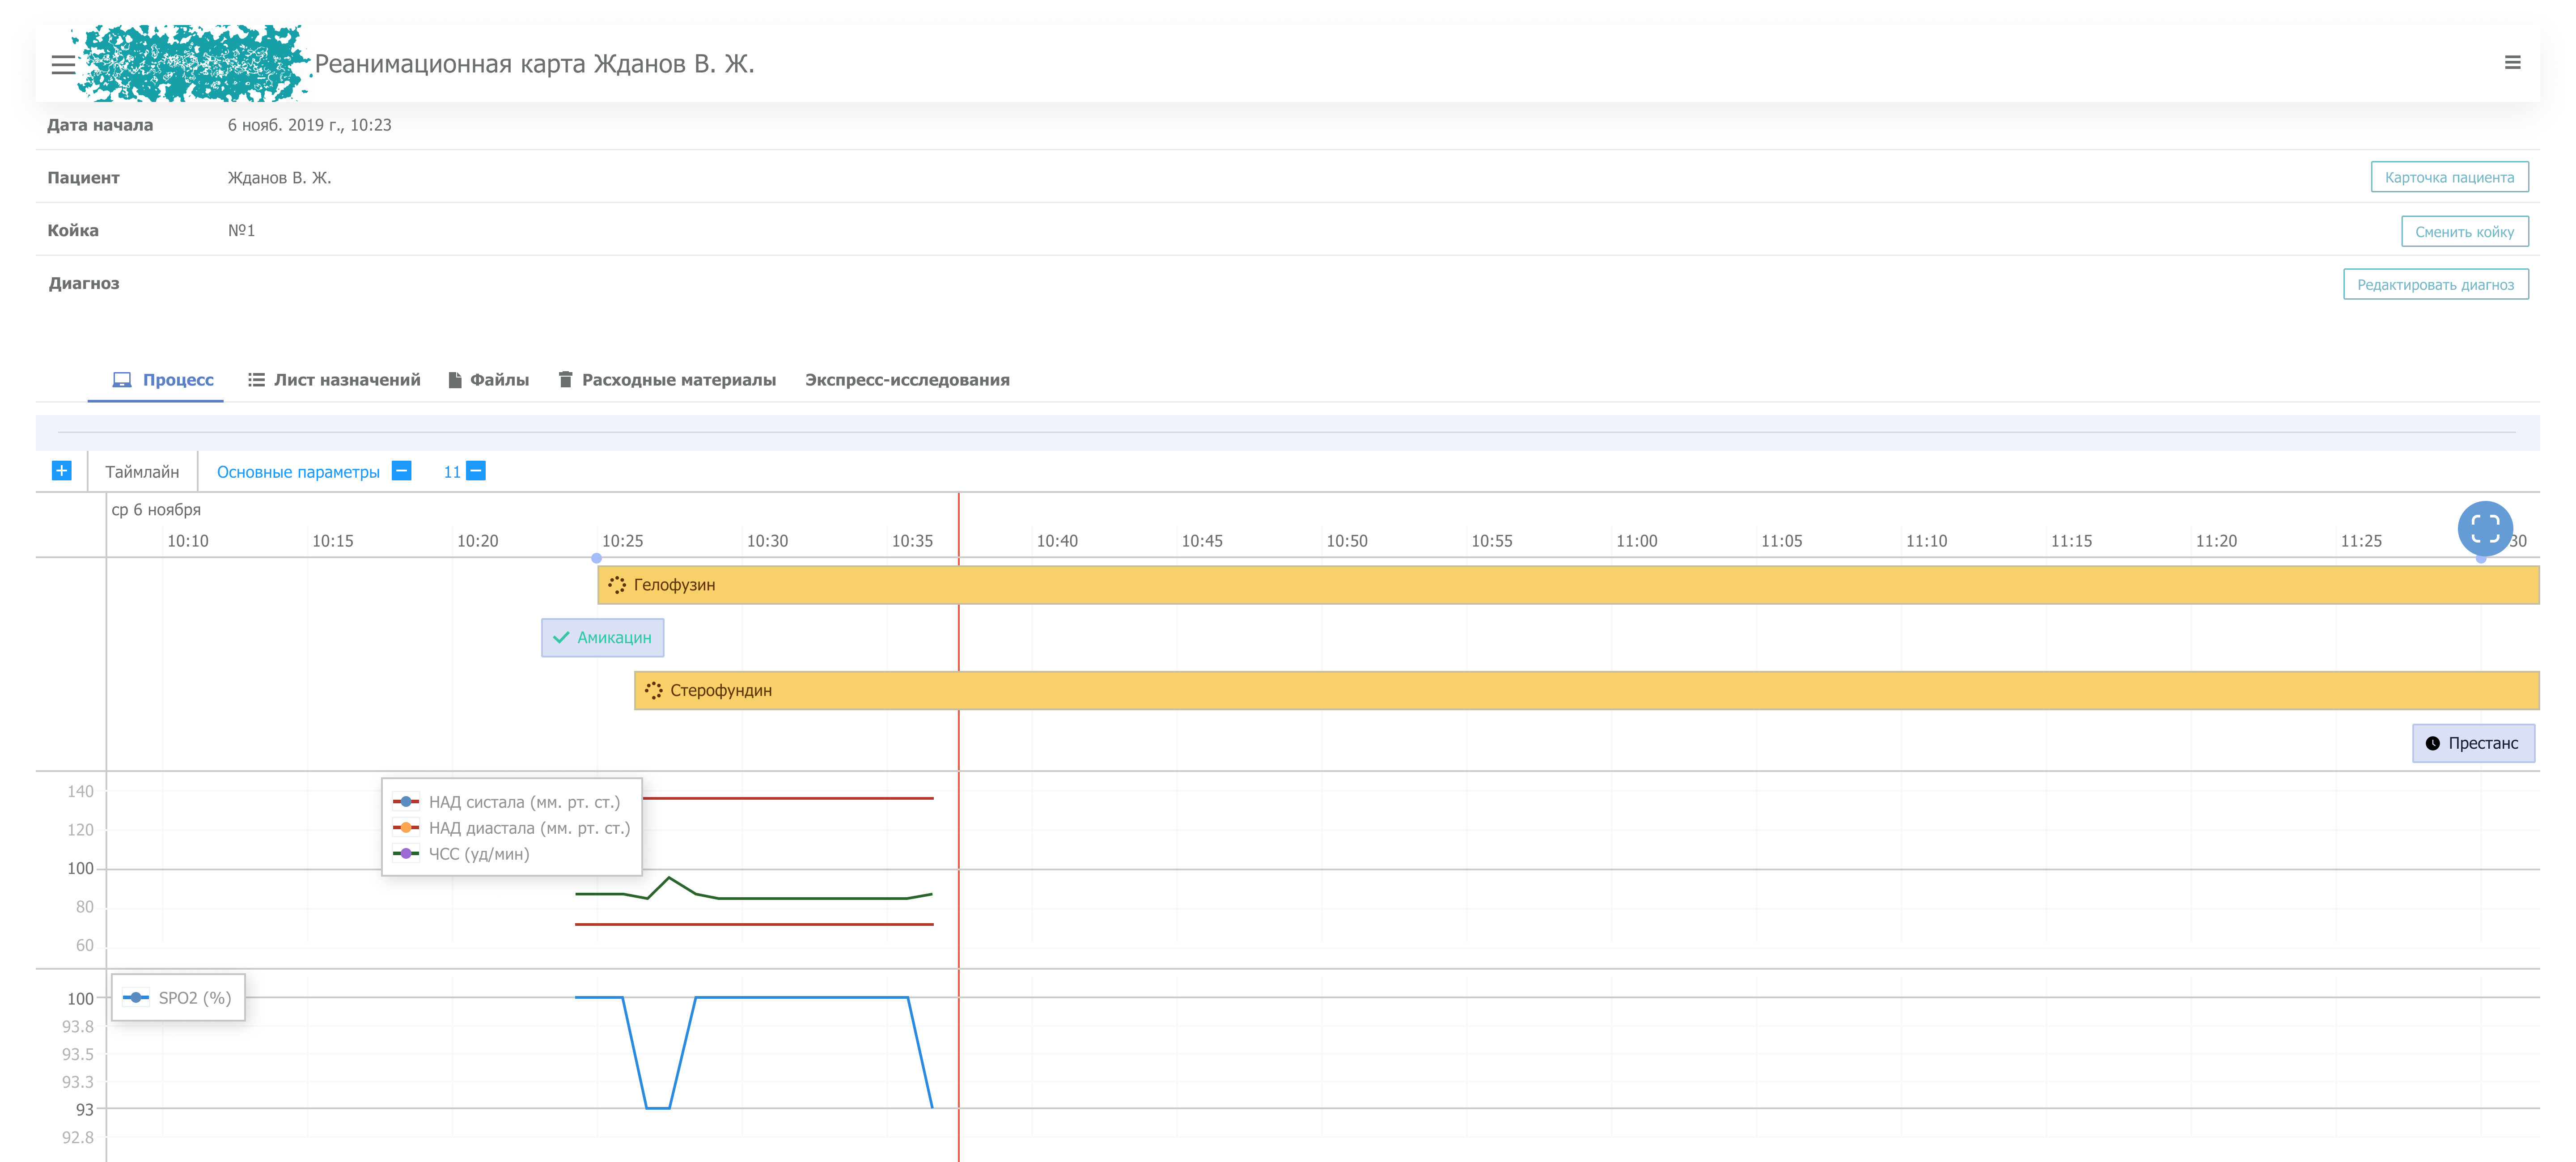 Реанимационная карта Жданов В. Ж.
Дата начала 6 нояб. 2019 г., 10:23
Пациент Жданов В. Ж. Карточка пациента
Койка №1 Сменить койку
Диагноз Редактировать диагноз
Процесс Лист назначений Файлы Расходные материалы Экспресс-исследования
Таймлайн Основные параметры 11
ср 6 ноября
10:10 10:15 10:20 10:25 10:30 10:35 10:40 10:45 10:50 10:55 11:00 11:05 11:10 11:15 11:20 11:25 30
Гелофузин
Амикацин
Стерофундин
Престанс
140
НАД систала (мм. рт. ст.)
НАД диастала (мм. рт. ст.)
120
ЧСС (уд/мин)
100
80
60
100 SPO2 (%)
93.8
93.5
93.3
93
92.8